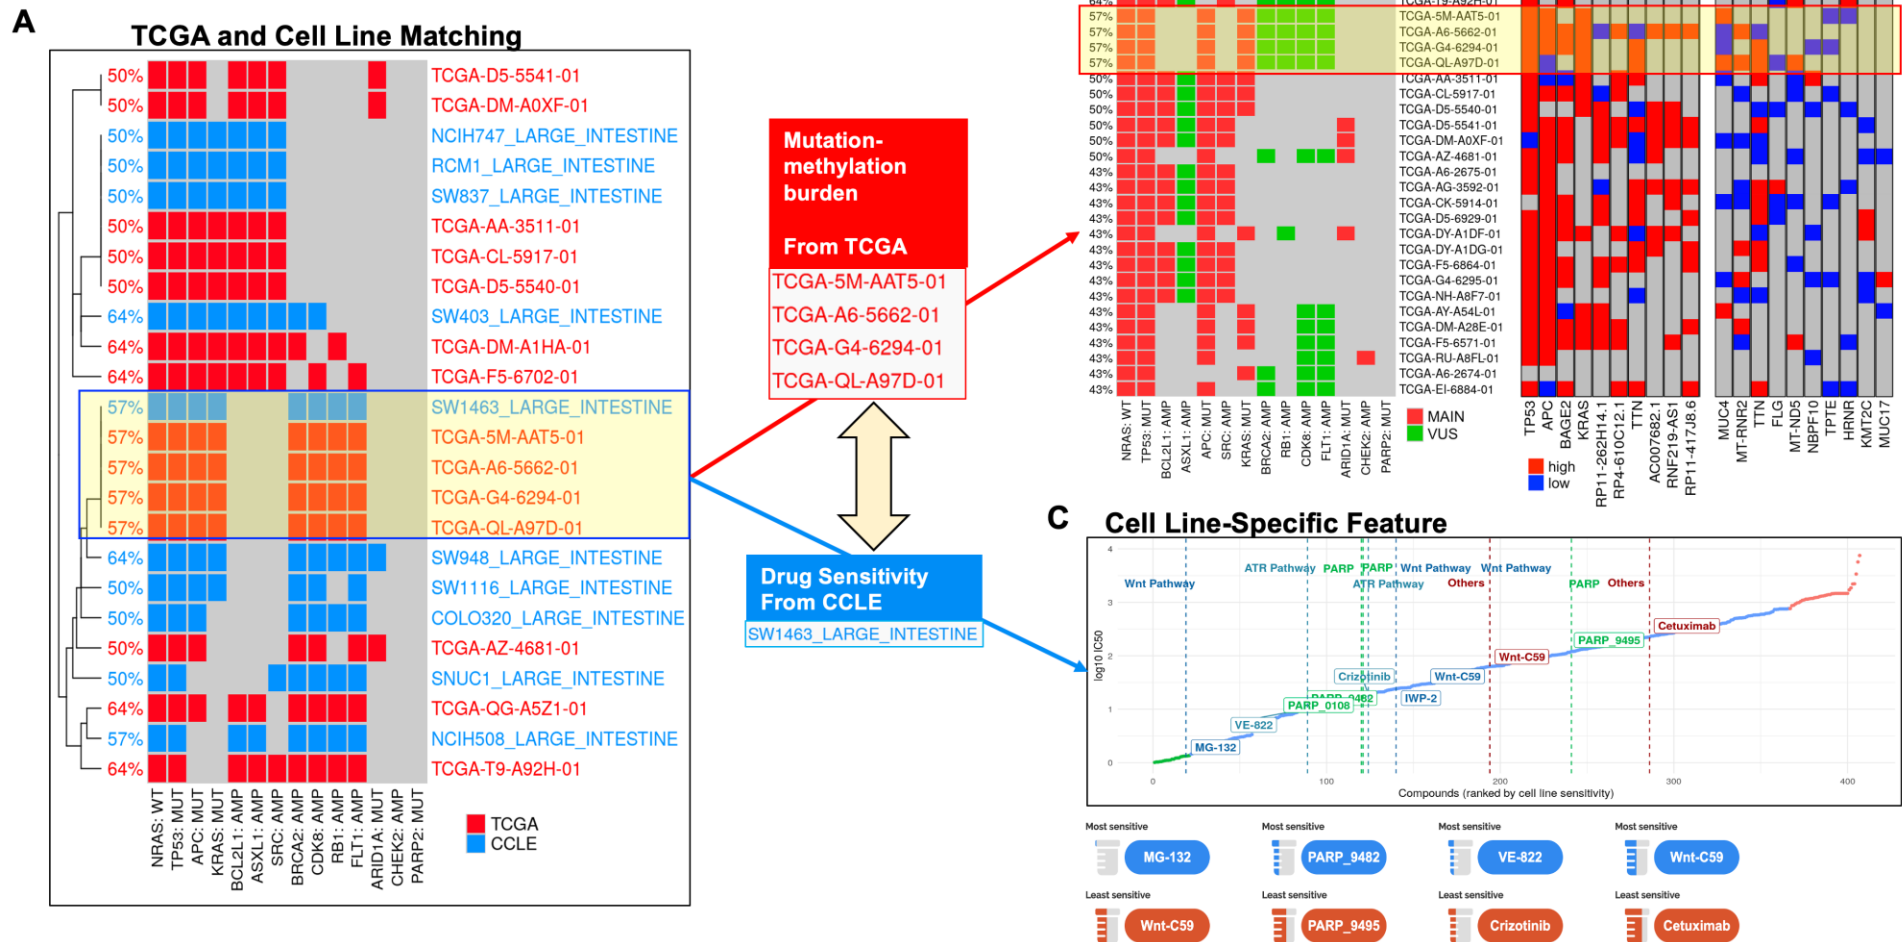 A
TCGA and Cell Line Matching
50% TCGA-D5-5541-01
50% TCGA-DM-A0XF-01
50% NCIH747_LARGE_INTESTINE
50% RCM1_LARGE_INTESTINE
50% SW837_LARGE_INTESTINE
50% TCGA-AA-3511-01
50% TCGA-CL-5917-01
50% TCGA-D5-5540-01
64% SW403_LARGE_INTESTINE
64% TCGA-DM-A1HA-01
64% TCGA-F5-6702-01
57% SW1463_LARGE_INTESTINE
57% TCGA-5M-AAT5-01
57% TCGA-A6-5662-01
57% TCGA-G4-6294-01
57% TCGA-QL-A97D-01
64% SW948_LARGE_INTESTINE
50% SW1116_LARGE_INTESTINE
50% COLO320_LARGE_INTESTINE
50% TCGA-AZ-4681-01
50% SNUC1_LARGE_INTESTINE
64% TCGA-QG-A5Z1-01
57% NCIH508_LARGE_INTESTINE
64% TCGA-T9-A92H-01
NRAS: WT
TP53: MUT
APC: MUT
KRAS: MUT
BCL2L1: AMP
ASXL1: AMP
SRC: AMP
BRCA2: AMP
CDK8: AMP
RB1: AMP
FLT1: AMP
ARID1A: MUT
CHEK2: AMP
PARP2: MUT
TCGA
CCLE
Mutation-
methylation
burden
From TCGA
TCGA-5M-AAT5-01
TCGA-A6-5662-01
TCGA-G4-6294-01
TCGA-QL-A97D-01
Drug Sensitivity
From CCLE
SW1463_LARGE_INTESTINE
64% TCGA-T9-A92H-01
57% TCGA-5M-AAT5-01
57% TCGA-A6-5662-01
57% TCGA-G4-6294-01
57% TCGA-QL-A97D-01
50% TCGA-AA-3511-01
50% TCGA-CL-5917-01
50% TCGA-D5-5540-01
50% TCGA-D5-5541-01
50% TCGA-DM-A0XF-01
50% TCGA-AZ-4681-01
43% TCGA-A6-2675-01
43% TCGA-AG-3592-01
43% TCGA-CK-5914-01
43% TCGA-D5-6929-01
43% TCGA-DY-A1DF-01
43% TCGA-DY-A1DG-01
43% TCGA-F5-6864-01
43% TCGA-G4-6295-01
43% TCGA-NH-A8F7-01
43% TCGA-AY-A54L-01
43% TCGA-DM-A28E-01
43% TCGA-F5-6571-01
43% TCGA-RU-A8FL-01
43% TCGA-A6-2674-01
43% TCGA-EI-6884-01
NRAS: WT
TP53: MUT
BCL2L1: AMP
ASXL1: AMP
APC: MUT
SRC: AMP
KRAS: MUT
BRCA2: AMP
RB1: AMP
CDK8: AMP
FLT1: AMP
ARID1A: MUT
CHEK2: AMP
PARP2: MUT
MAIN
VUS
TP53
APC
BAGE2
KRAS
RP11-262H14.1
RP4-610C12.1
TTN
AC007682.1
RNF219-AS1
RP11-417J8.6
high
low
MUC4
MT-RNR2
TTN
FLG
MT-ND5
NBPF10
TPTE
HRNR
KMT2C
MUC17
C
Cell Line-Specific Feature
log10 IC50
4
3
2
1
0
ATR Pathway PARP PARP Wnt Pathway Wnt Pathway
Wnt Pathway ATR Pathway Others PARP Others
Cetuximab
PARP_9495
Wnt-C59
Crizotinib
Wnt-C59
PARP_9482
IWP-2
PARP_0108
VE-822
MG-132
0 100 200 300 400
Compounds (ranked by cell line sensitivity)
Most sensitive Most sensitive Most sensitive Most sensitive
MG-132 PARP_9482 VE-822 Wnt-C59
Least sensitive Least sensitive Least sensitive Least sensitive
Wnt-C59 PARP_9495 Crizotinib Cetuximab